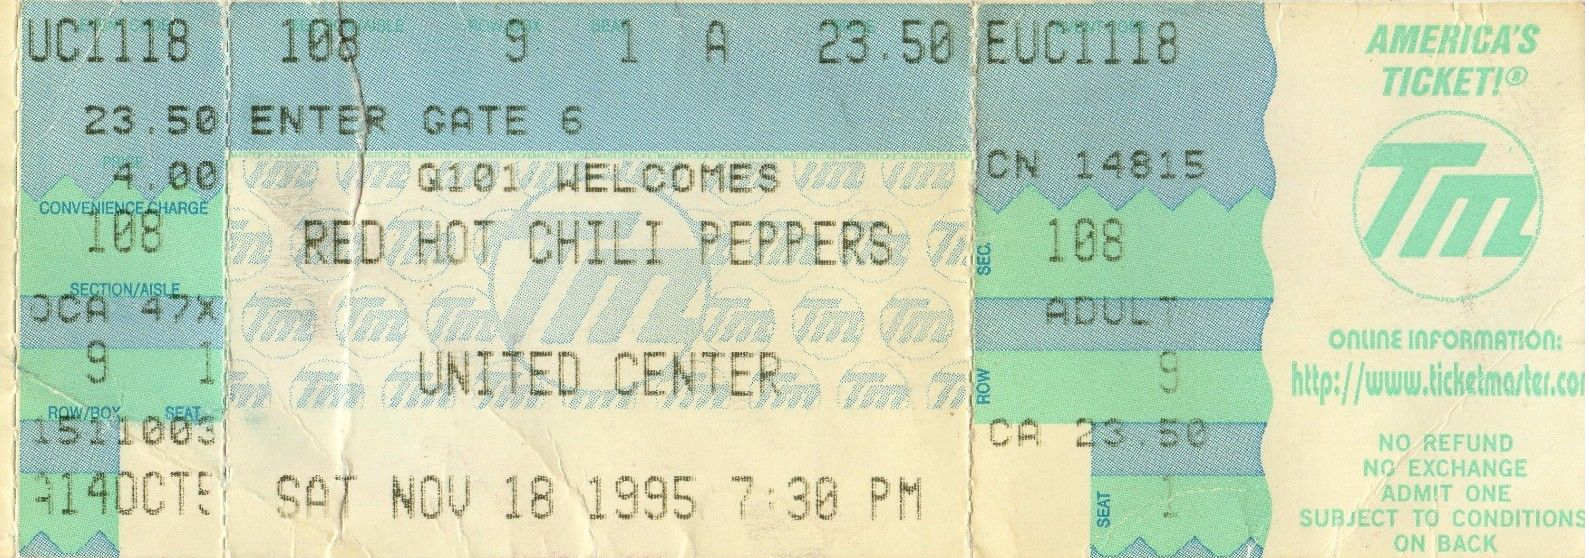 UC1118 108 9 1 A 23.50 EUC1118
23.50 ENTER GATE 6
4.00 Q101 WELCOMES CN 14815
CONVENIENCE CHARGE
108 RED HOT CHILI PEPPERS SEC. 108
SECTION/AISLE
CA 47X ADULT
9 1 UNITED CENTER ROW 9
ROW/BOX SEAT
1511003 CA 23.50
A14OCT5 SAT NOV 18 1995 7:30 PM SEAT 1
AMERICA'S
TICKET!®
Tm
ONLINE INFORMATION:
http://www.ticketmaster.com
NO REFUND
NO EXCHANGE
ADMIT ONE
SUBJECT TO CONDITIONS
ON BACK